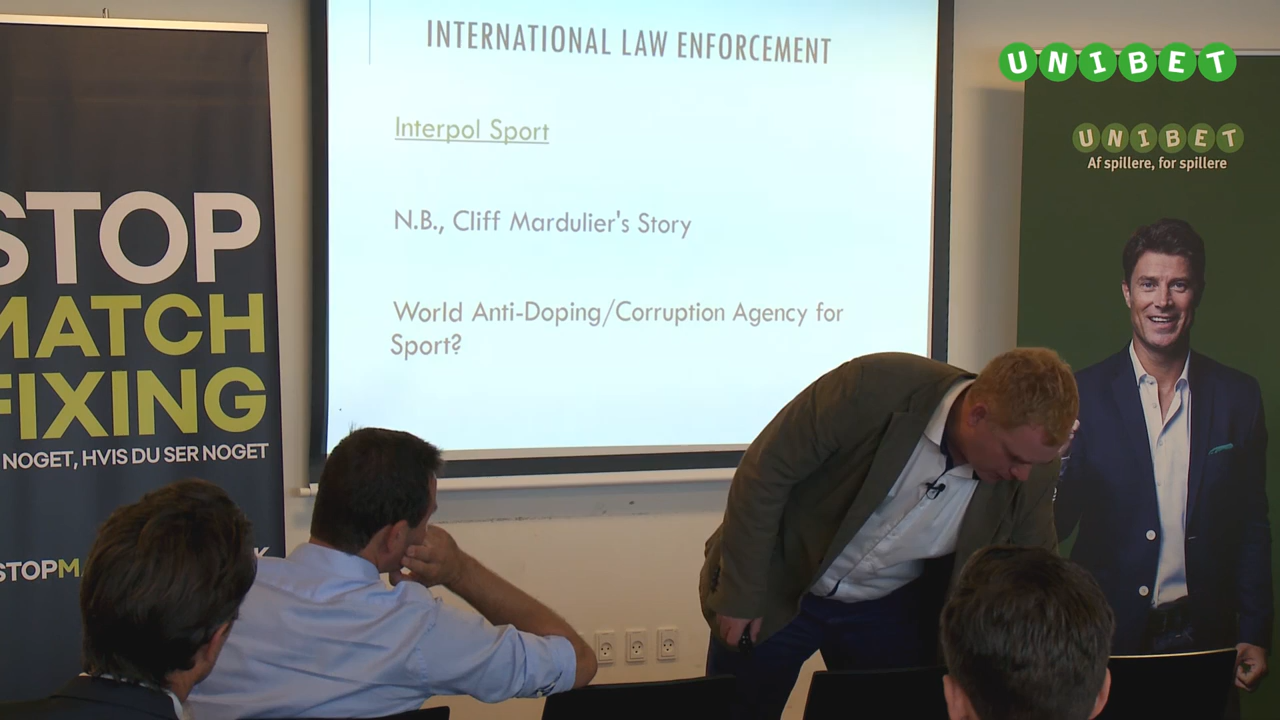 STOP
MATCH
FIXING
NOGET, HVIS DU SER NOGET
STOPM
K
INTERNATIONAL LAW ENFORCEMENT
Interpol Sport
N.B., Cliff Mardulier's Story
World Anti-Doping/Corruption Agency for
Sport?
UNIBET
UNIBET
Af spillere, for spillere